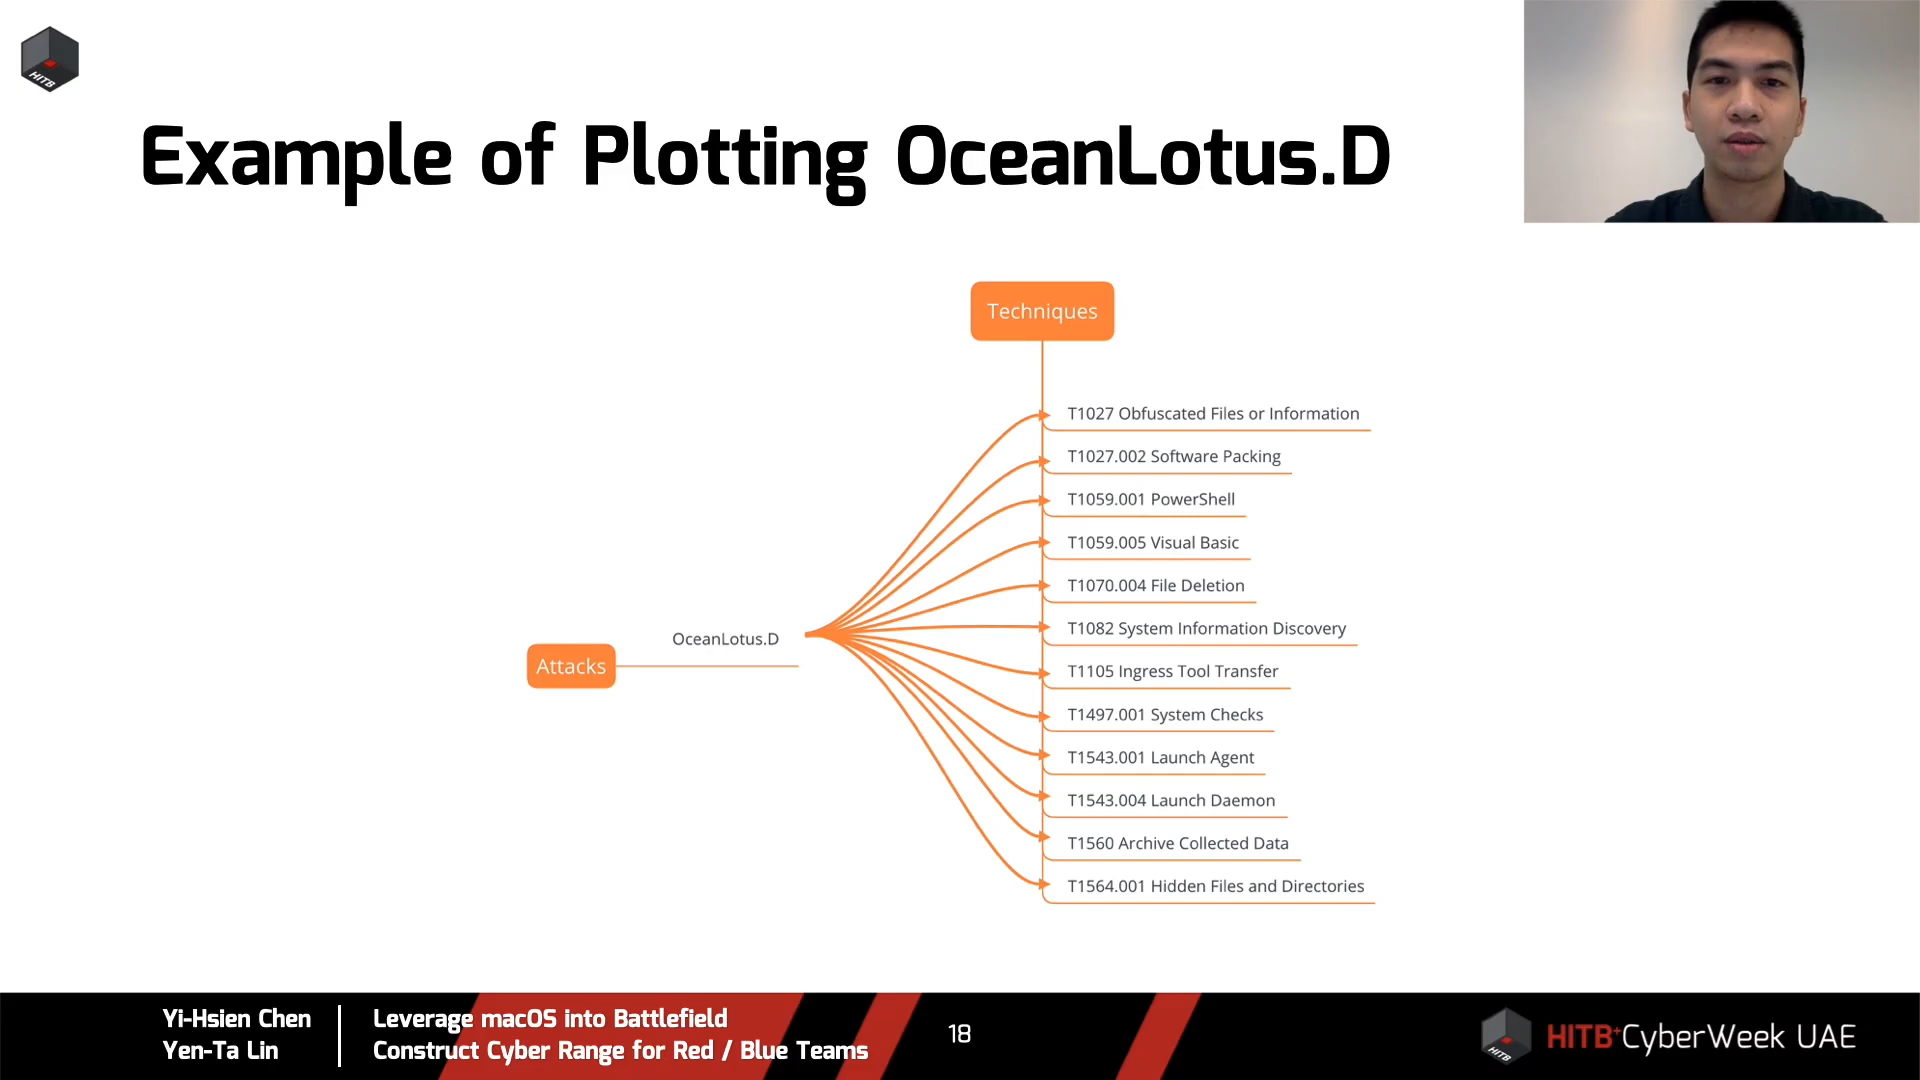 HITB
Example of Plotting OceanLotus.D
Techniques
T1027 Obfuscated Files or Information
T1027.002 Software Packing
T1059.001 PowerShell
T1059.005 Visual Basic
T1070.004 File Deletion
T1082 System Information Discovery
T1105 Ingress Tool Transfer
T1497.001 System Checks
T1543.001 Launch Agent
T1543.004 Launch Daemon
T1560 Archive Collected Data
T1564.001 Hidden Files and Directories
OceanLotus.D
Attacks
Yi-Hsien Chen
Yen-Ta Lin
Leverage macOS into Battlefield
Construct Cyber Range for Red / Blue Teams
18
HITB
HITB+CyberWeek UAE